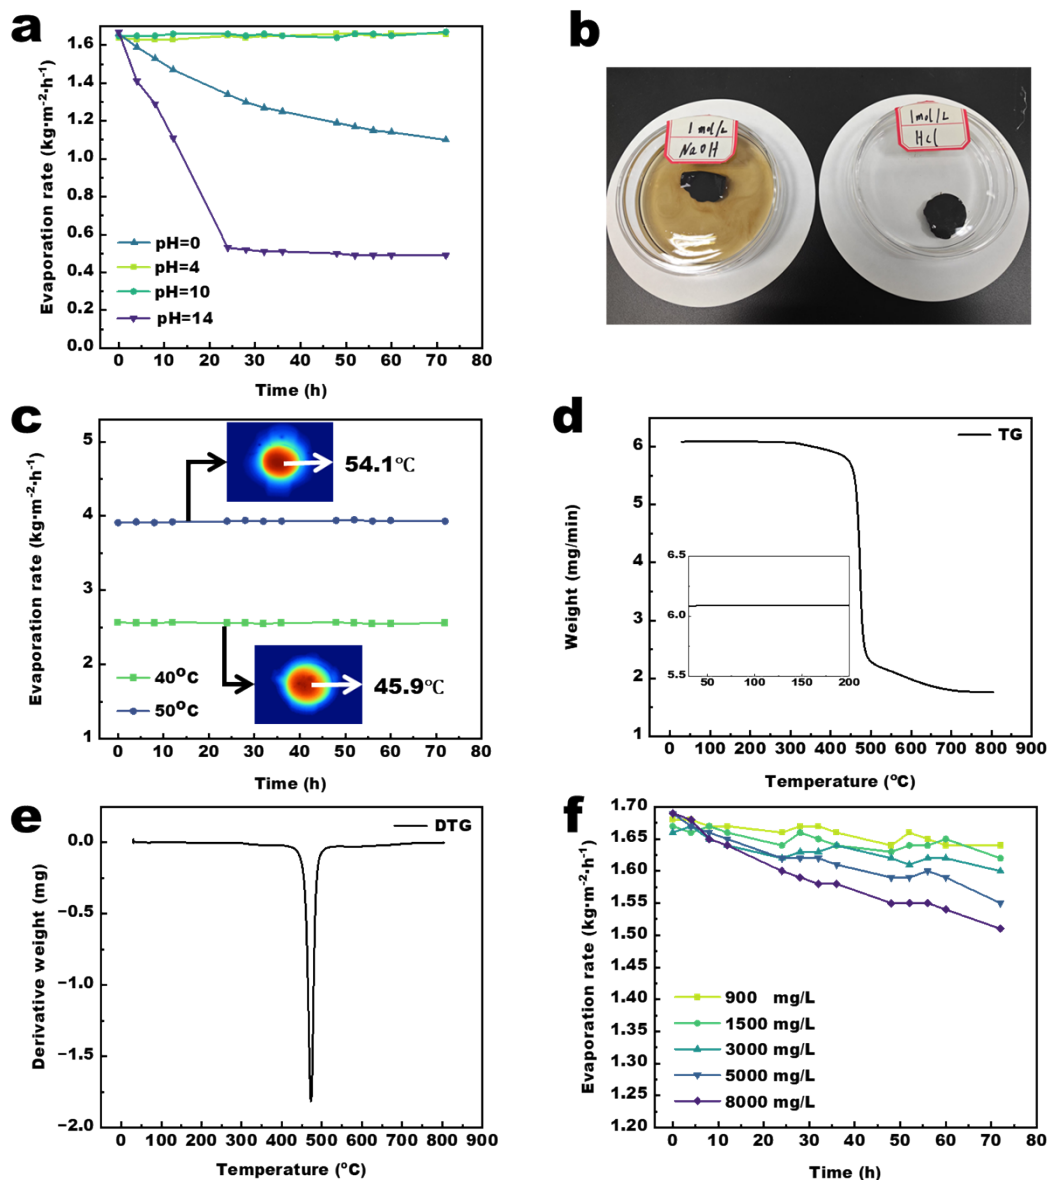 a
Evaporation rate (kg·m⁻²·h⁻¹)
1.6
1.4
1.2
1.0
0.8
0.6
0.4
0.2
0.0
pH=0
pH=4
pH=10
pH=14
0 10 20 30 40 50 60 70 80
Time (h)
b
1 mol/L
NaOH
1mol/L
Hcl
c
Evaporation rate (kg·m⁻²·h⁻¹)
5
4
3
2
1
54.1℃
45.9℃
40°C
50°C
0 10 20 30 40 50 60 70 80
Time (h)
d
Weight (mg/min)
6
5
4
3
2
1
TG
6.5
6.0
5.5
50 100 150 200
0 100 200 300 400 500 600 700 800 900
Temperature (°C)
e
Derivative weight (mg)
0.0
−0.5
−1.0
−1.5
−2.0
DTG
0 100 200 300 400 500 600 700 800 900
Temperature (°C)
f
Evaporation rate (kg·m⁻²·h⁻¹)
1.70
1.65
1.60
1.55
1.50
1.45
1.40
1.35
1.30
1.25
1.20
900 mg/L
1500 mg/L
3000 mg/L
5000 mg/L
8000 mg/L
0 10 20 30 40 50 60 70 80
Time (h)